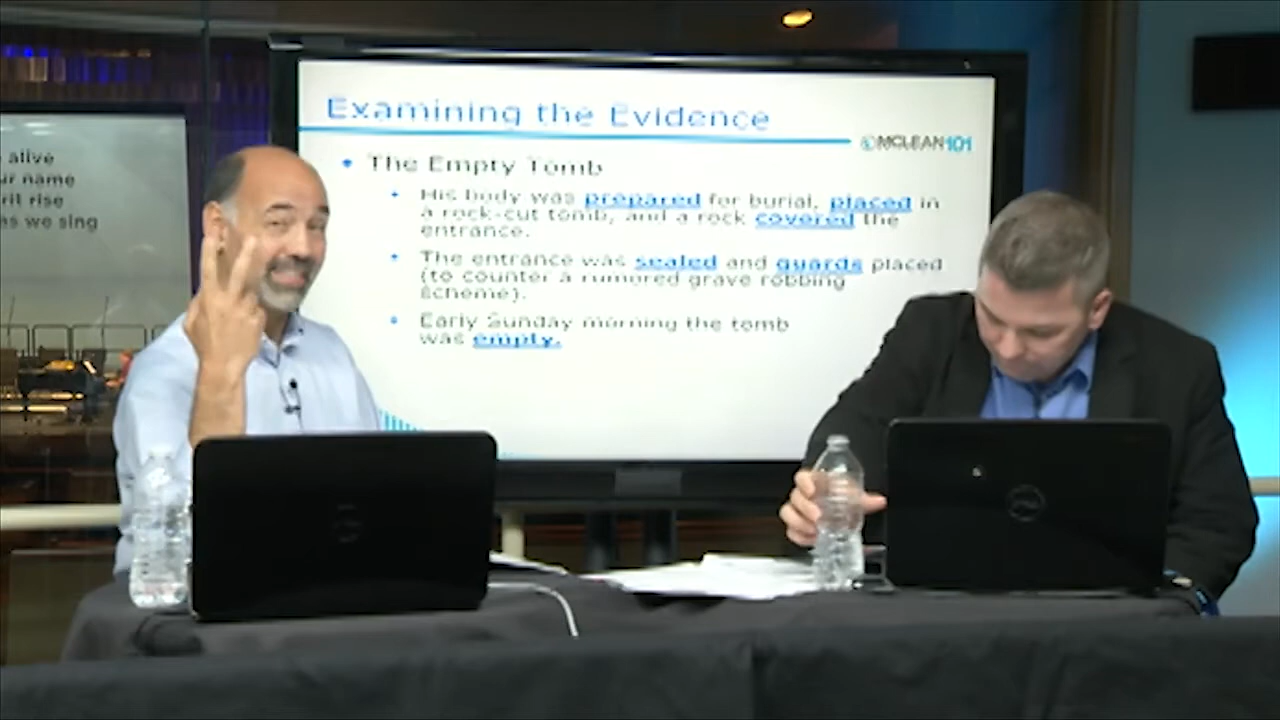 alive
ur name
rit rise
as we sing
Examining the Evidence
MCLEAN101
• The Empty Tomb
• His body was prepared for burial, placed in
a rock-cut tomb, and a rock covered the
entrance.
• The entrance was sealed and guards placed
(to counter a rumored grave robbing
scheme).
• Early Sunday morning the tomb
was empty.
DELL